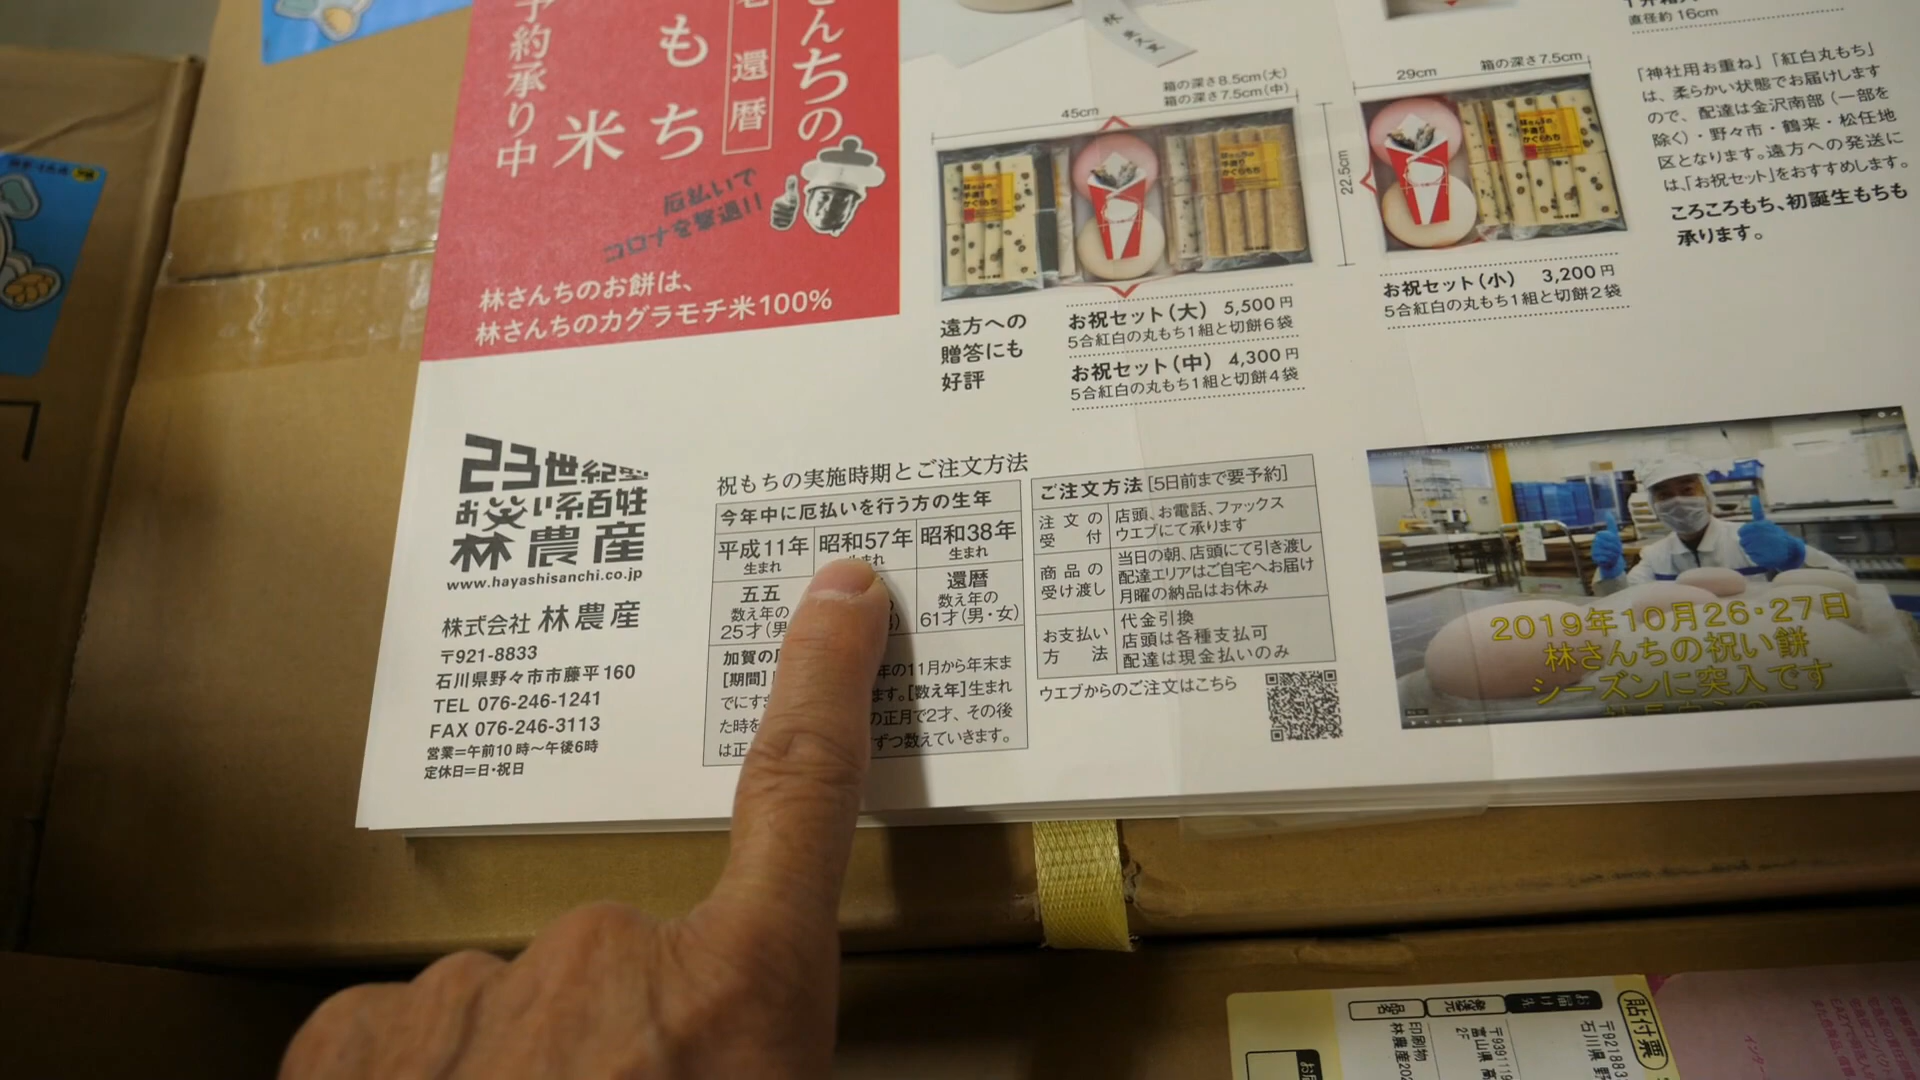 予約承り中
もち
米
還暦
さんちの
厄払いで
コロナを撃退!!
林さんちのお餅は、
林さんちのカグラモチ米100%
45cm
箱の深さ8.5cm(大)
箱の深さ7.5cm(中)
22.5cm
遠方への
贈答にも
好評
お祝セット(大) 5,500円
5合紅白の丸もち1組と切餅6袋
お祝セット(中) 4,300円
5合紅白の丸もち1組と切餅4袋
29cm
箱の深さ7.5cm
お祝セット(小) 3,200円
5合紅白の丸もち1組と切餅2袋
直径約16cm
「神社用お重ね」「紅白丸もち」
は、柔らかい状態でお届けします
ので、配達は金沢南部(一部を
除く)・野々市・鶴来・松任地
区となります。遠方への発送に
は、「お祝セット」をおすすめします。
ころころもち、初誕生もちも
承ります。
23世紀型
お笑い系百姓
林農産
www.hayashisanchi.co.jp
株式会社 林農産
〒921-8833
石川県野々市市藤平160
TEL 076-246-1241
FAX 076-246-3113
営業=午前10時〜午後6時
定休日=日・祝日
祝もちの実施時期とご注文方法
今年中に厄払いを行う方の生年
平成11年 昭和57年 昭和38年
生まれ 生まれ 生まれ
五五 還暦
数え年の 数え年の
25才(男 61才(男・女)
加賀の
[期間] 年の11月から年末ま
でにす ます。[数え年]生まれ
た時を の正月で2才、その後
は正 ずつ数えていきます。
ご注文方法[5日前まで要予約]
注文の受付
店頭、お電話、ファックス
ウエブにて承ります
商品の受け渡し
当日の朝、店頭にて引き渡し
配達エリアはご自宅へお届け
月曜の納品はお休み
お支払い方法
代金引換
店頭は各種支払可
配達は現金払いのみ
ウエブからのご注文はこちら
2019年10月26・27日
林さんちの祝い餅
シーズンに突入です
貼付票
お届け先
品名
印刷物